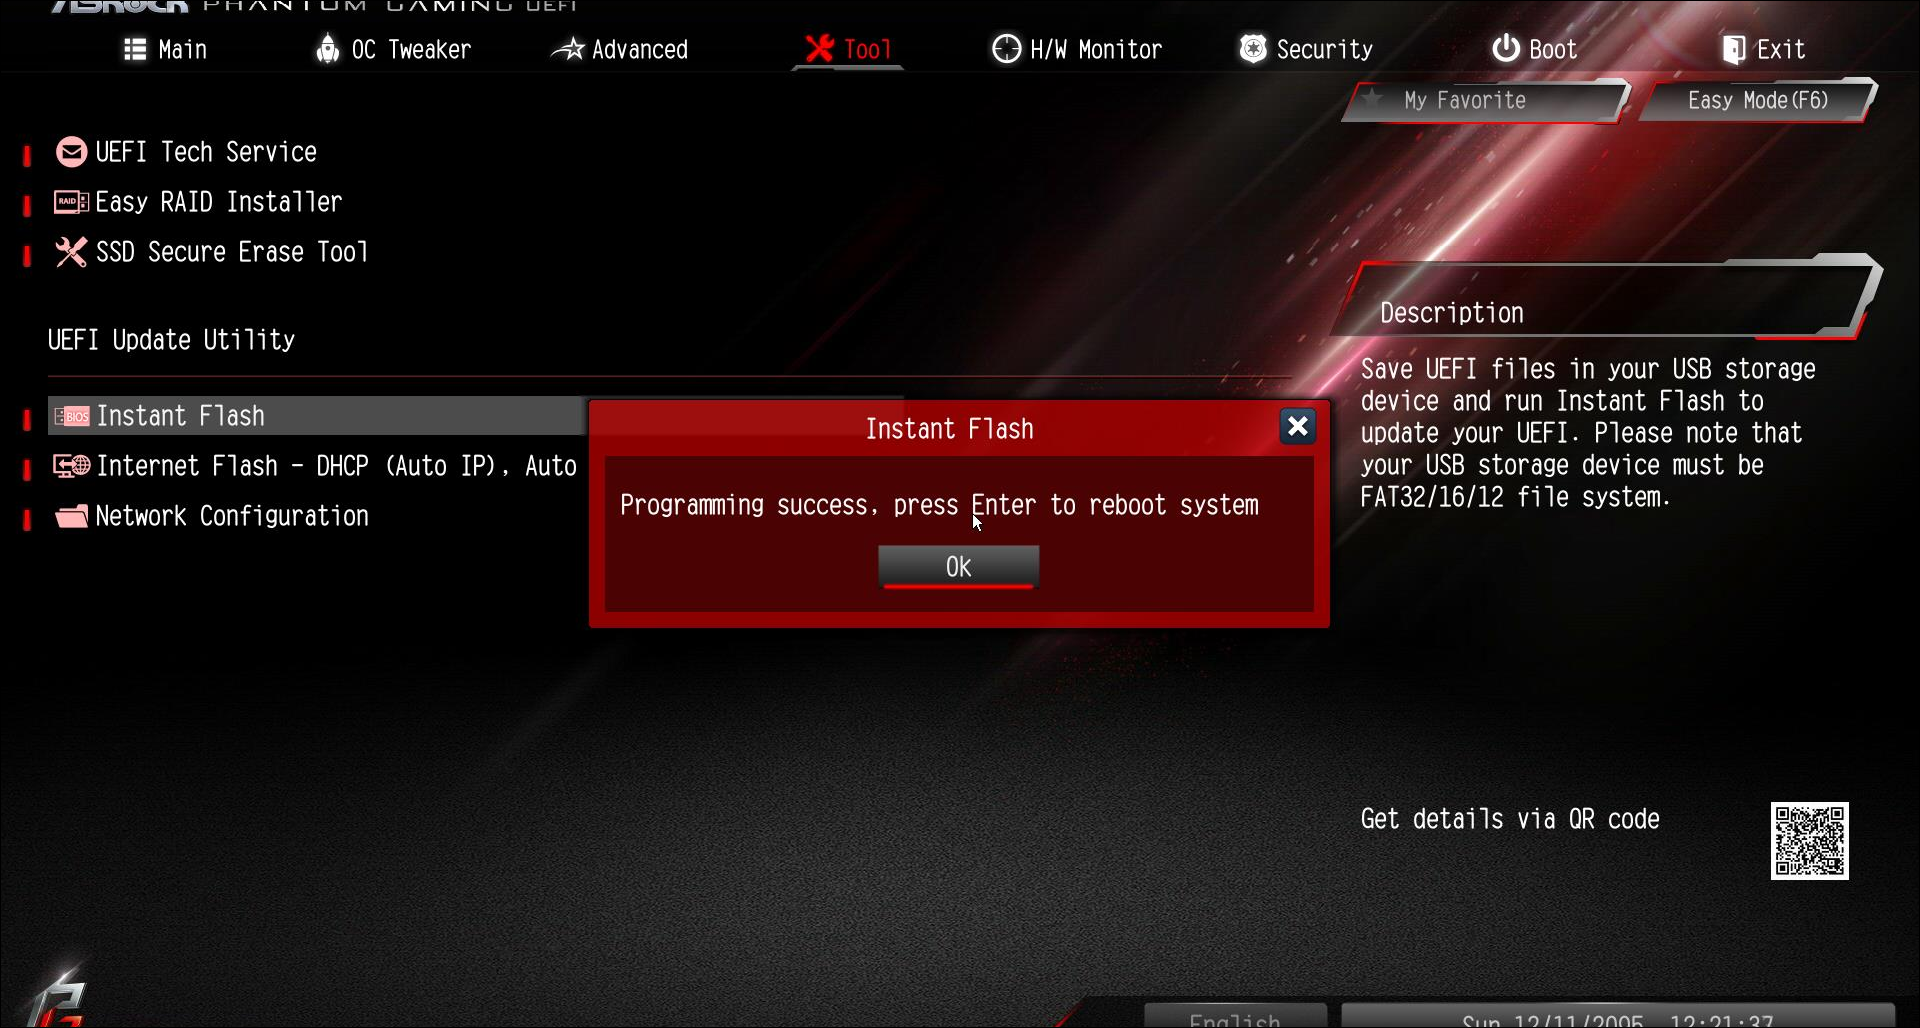 ASRock PHANTOM GAMING UEFI
Main
OC Tweaker
Advanced
Tool
H/W Monitor
Security
Boot
Exit
My Favorite
Easy Mode(F6)
UEFI Tech Service
RAID
Easy RAID Installer
SSD Secure Erase Tool
UEFI Update Utility
BIOS
Instant Flash
Internet Flash - DHCP (Auto IP), Auto
Network Configuration
Instant Flash
Programming success, press Enter to reboot system
Ok
Description
Save UEFI files in your USB storage
device and run Instant Flash to
update your UEFI. Please note that
your USB storage device must be
FAT32/16/12 file system.
Get details via QR code
English
Sun 12/11/2095 12:21:37